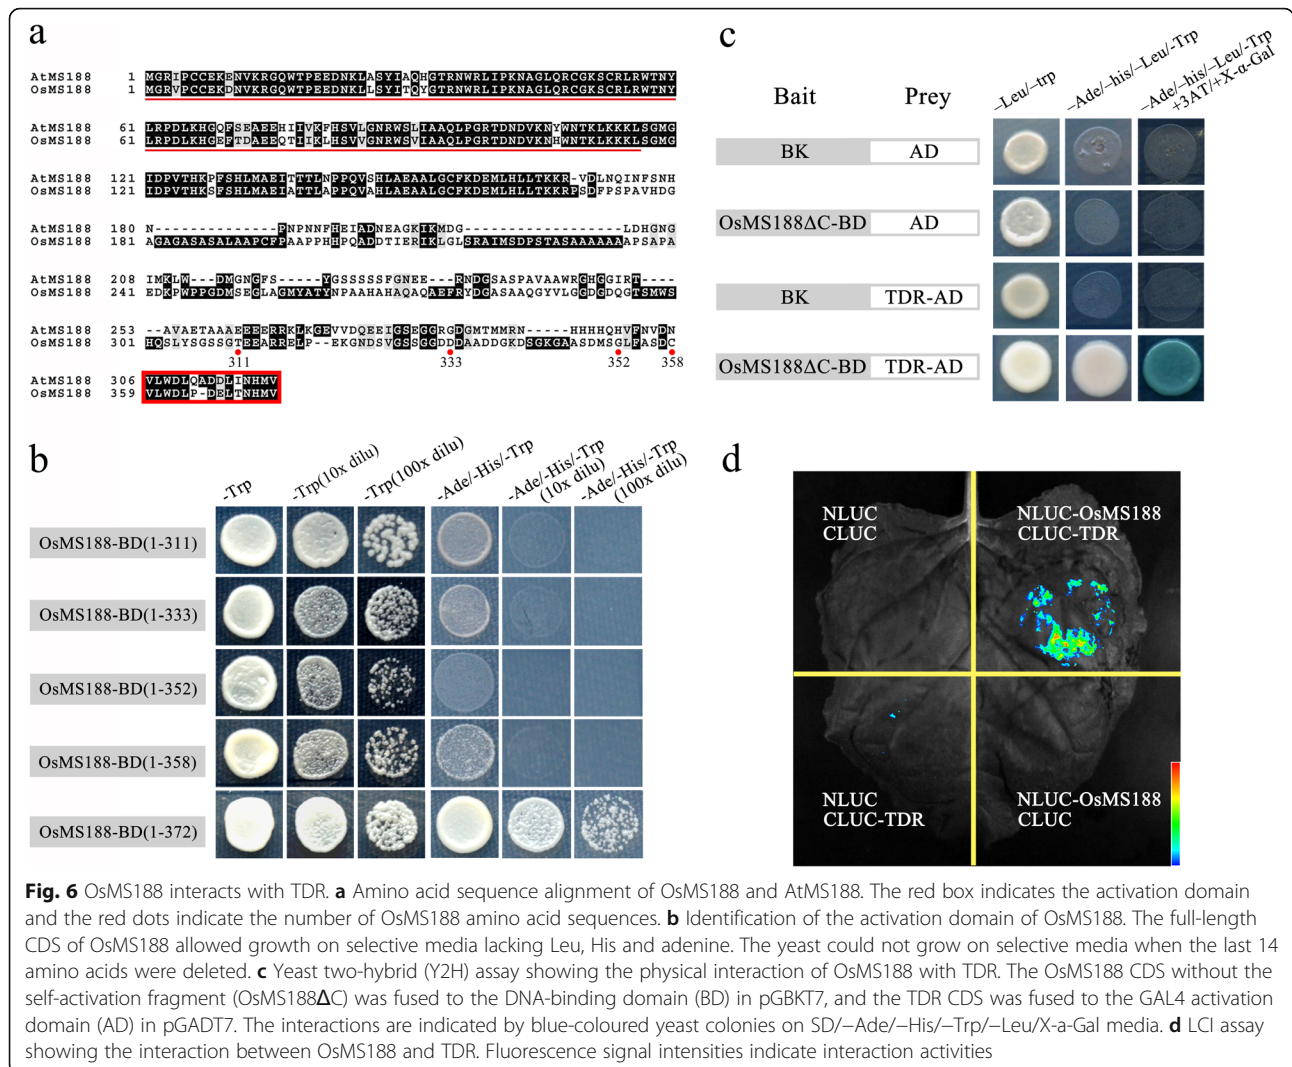 a
AtMS188 1 MGRIPCCEKENVKRGQWTPEEDNKLASYIAQHGTRNWRLIPKNAGLQRCGKSCRLRWTNY
OsMS188 1 MGRVPCCEKDNVKRGQWTPEEDNKLLSYITQYGTRNWRLIPKNAGLQRCGKSCRLRWTNY
AtMS188 61 LRPDLKHGQFSEAEEHIIVKFHSVLGNRWSLIAAQLPGRTDNDVKNYWNTKLKKKLSGMG
OsMS188 61 LRPDLKHGEFTDAEEQTIIKLHSVVGNRWSVIAAQLPGRTDNDVKNHWNTKLKKKLSGMG
AtMS188 121 IDPVTHKPFSHLMAEITTTLNPPQVSHLAEAALGCFKDEMLHLLTKKR-VDLNQINFSNH
OsMS188 121 IDPVTHKSFSHLMAEIATTLAPPQVAHLAEAALGCFKDEMLHLLTKKRPSDFPSPAVHDG
AtMS188 180 N--------------PNPNNFHEIADNEAGKIKMDG------------------LDHGNG
OsMS188 181 AGAGASASALAAPCFPAAPPHHPQADDTIERIKLGLSRAIMSDPSTASAAAAAAPSAPA
AtMS188 208 IMKLW--DMGNGFS-----YGSSSSSFGNEE---RNDGSASPAVAAWRGHGGIRT-----
OsMS188 241 EDKPWPPGDMSEGLAGMYATYNPAAHAHAQAQAEFRYDGASAAQGYVLGGDGDQGTSMWS
AtMS188 253 --AVAETAAAEEEERRKLKGEVVDQEEIGSEGGRGDGMTMMRN------HHHHQHVFNVDN
OsMS188 301 HQSLYSGSSGTEEARRELP--EKGNDSVGSSGGDDDAADDGKDSGKGAASDMSGLFASDC
311 333 352 358
AtMS188 306 VLWDLQADDLINHMV
OsMS188 359 VLWDLP-DELTNHMV
b
-Trp -Trp(10x dilu) -Trp(100x dilu) -Ade/-His/-Trp -Ade/-His/-Trp (10x dilu) -Ade/-His/-Trp (100x dilu)
OsMS188-BD(1-311)
OsMS188-BD(1-333)
OsMS188-BD(1-352)
OsMS188-BD(1-358)
OsMS188-BD(1-372)
c
Bait Prey –Leu/–trp –Ade/–his/–Leu/-Trp –Ade/–his/–Leu/-Trp +3AT/+X-α-Gal
BK AD
OsMS188ΔC-BD AD
BK TDR-AD
OsMS188ΔC-BD TDR-AD
d
NLUC
CLUC
NLUC-OsMS188
CLUC-TDR
NLUC
CLUC-TDR
NLUC-OsMS188
CLUC
Fig. 6 OsMS188 interacts with TDR. a Amino acid sequence alignment of OsMS188 and AtMS188. The red box indicates the activation domain
and the red dots indicate the number of OsMS188 amino acid sequences. b Identification of the activation domain of OsMS188. The full-length
CDS of OsMS188 allowed growth on selective media lacking Leu, His and adenine. The yeast could not grow on selective media when the last 14
amino acids were deleted. c Yeast two-hybrid (Y2H) assay showing the physical interaction of OsMS188 with TDR. The OsMS188 CDS without the
self-activation fragment (OsMS188ΔC) was fused to the DNA-binding domain (BD) in pGBKT7, and the TDR CDS was fused to the GAL4 activation
domain (AD) in pGADT7. The interactions are indicated by blue-coloured yeast colonies on SD/−Ade/−His/−Trp/−Leu/X-a-Gal media. d LCI assay
showing the interaction between OsMS188 and TDR. Fluorescence signal intensities indicate interaction activities